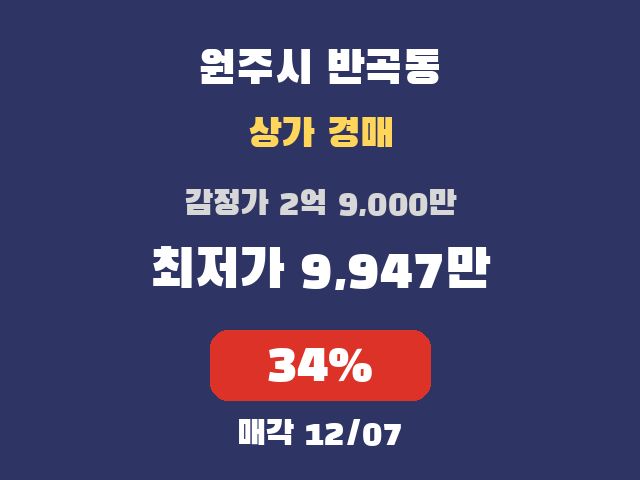 원주시 반곡동
상가 경매
감정가 2억 9,000만
최저가 9,947만
34%
매각 12/07